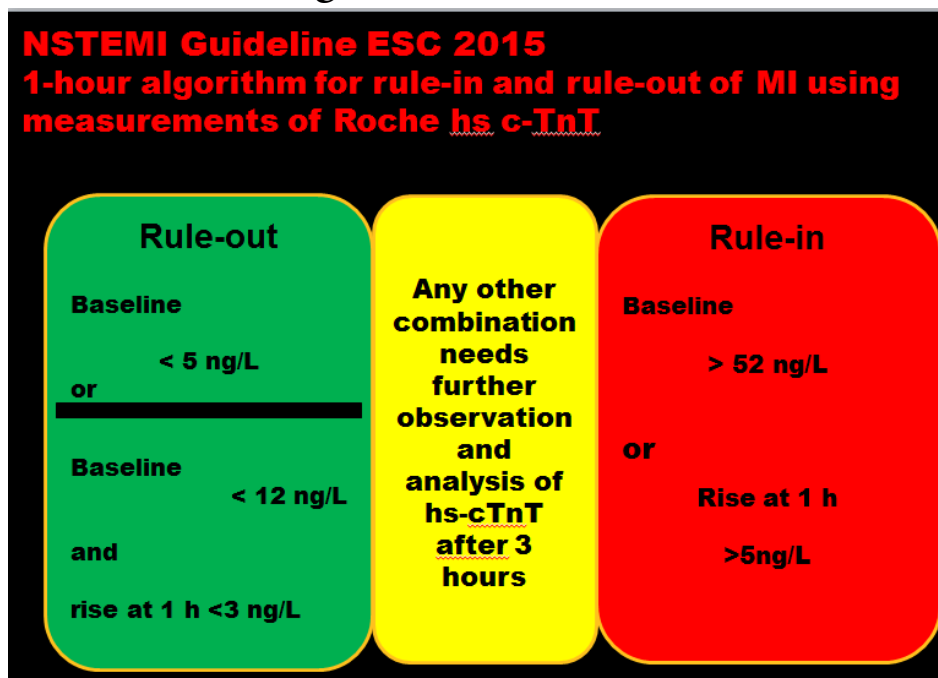 NSTEMI Guideline ESC 2015
1-hour algorithm for rule-in and rule-out of MI using
measurements of Roche hs c-TnT
Rule-out
Baseline
< 5 ng/L
or
Baseline
< 12 ng/L
and
rise at 1 h <3 ng/L
Any other
combination
needs
further
observation
and
analysis of
hs-cTnT
after 3
hours
Rule-in
Baseline
> 52 ng/L
or
Rise at 1 h
>5ng/L